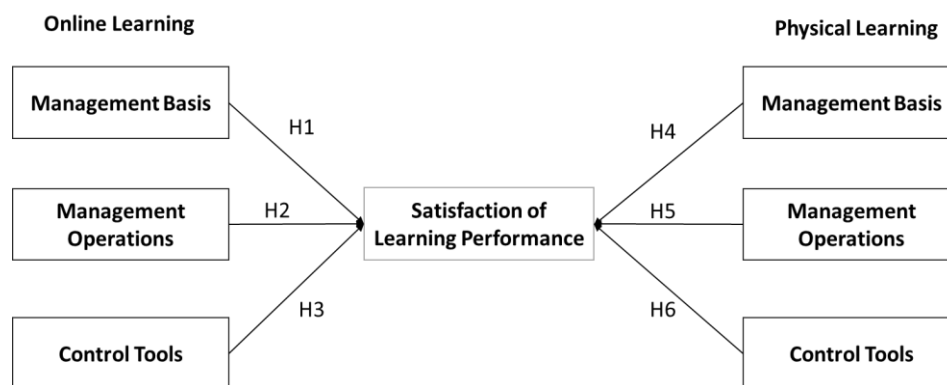 Online Learning
Physical Learning
Management Basis
Management Basis
H1
H4
Management
Operations
H2
Satisfaction of
Learning Performance
H5
Management
Operations
H3
H6
Control Tools
Control Tools